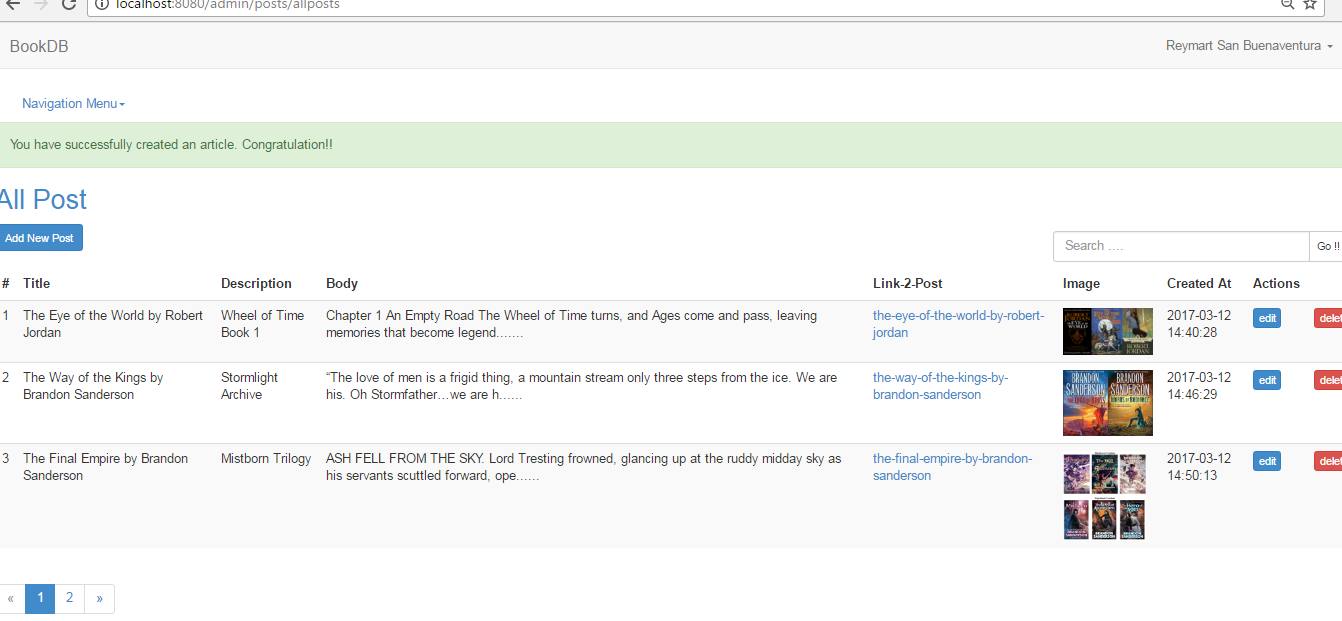 localhost:8080/admin/posts/allposts
BookDB
Reymart San Buenaventura
Navigation Menu
You have successfully created an article. Congratulation!!
All Post
Add New Post
Search ....
Go !!
# Title Description Body Link-2-Post Image Created At Actions
1 The Eye of the World by Robert Jordan
Wheel of Time Book 1
Chapter 1 An Empty Road The Wheel of Time turns, and Ages come and pass, leaving
memories that become legend.......
the-eye-of-the-world-by-robert-
jordan
ROBERT JORDAN
2017-03-12
14:40:28
edit
delet
2 The Way of the Kings by
Brandon Sanderson
Stormlight
Archive
“The love of men is a frigid thing, a mountain stream only three steps from the ice. We are
his. Oh Stormfather…we are h......
the-way-of-the-kings-by-
brandon-sanderson
BRANDON SANDERSON
BRANDON SANDERSON
2017-03-12
14:46:29
edit
delet
3 The Final Empire by Brandon
Sanderson
Mistborn Trilogy
ASH FELL FROM THE SKY. Lord Tresting frowned, glancing up at the ruddy midday sky as
his servants scuttled forward, ope......
the-final-empire-by-brandon-
sanderson
2017-03-12
14:50:13
edit
delet
« 1 2 »